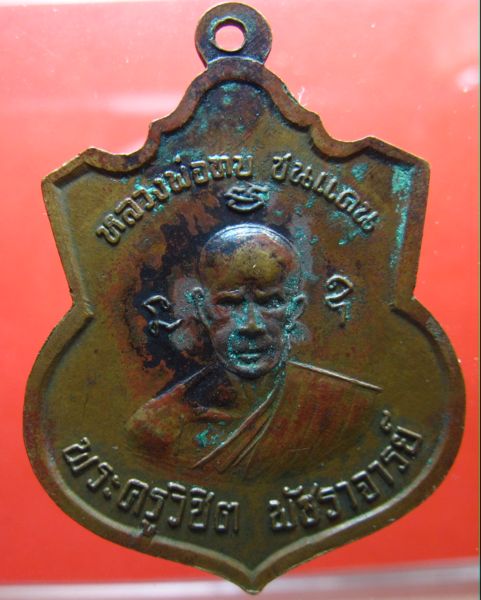 หลวงพ่อทบ ชนแดน
พระครูวิชิต พัชราจารย์